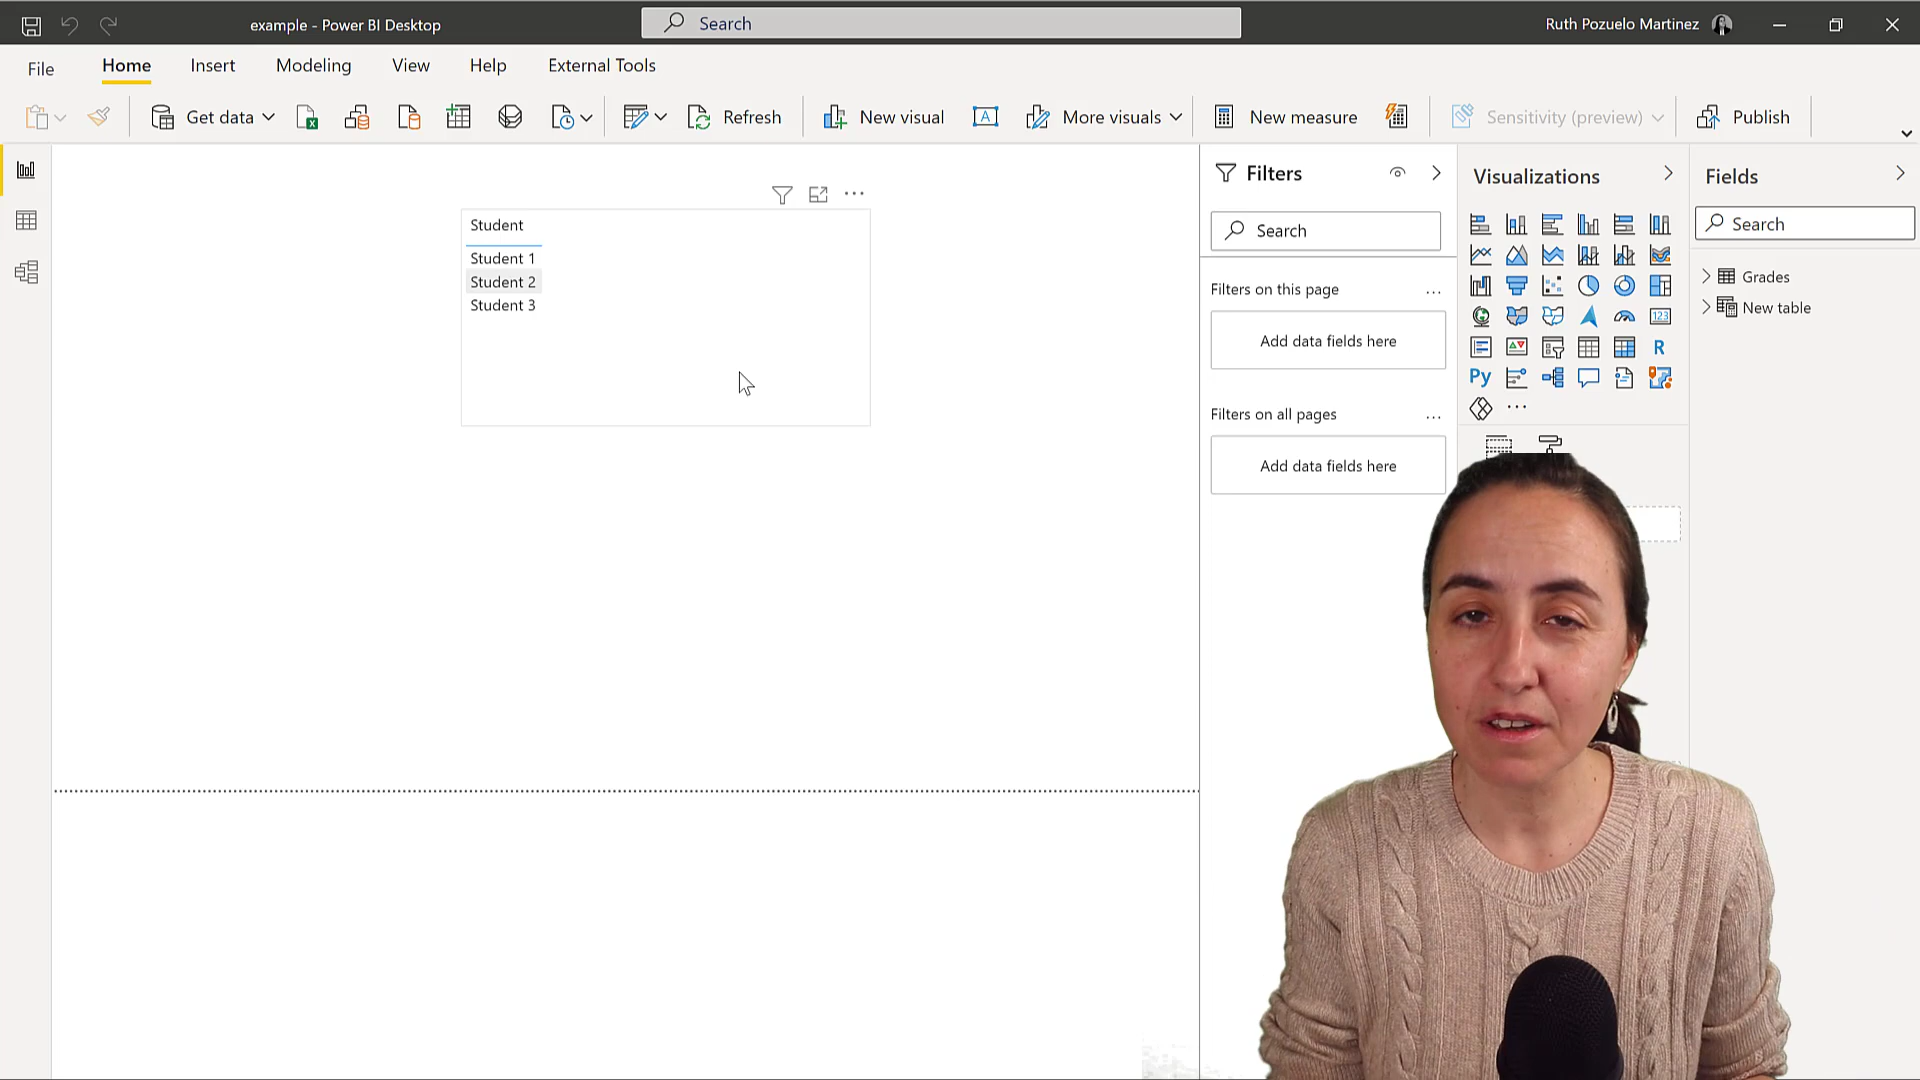 example - Power BI Desktop
Search
Ruth Pozuelo Martinez
File
Home
Insert
Modeling
View
Help
External Tools
Get data
Refresh
New visual
More visuals
New measure
Sensitivity (preview)
Publish
Student
Student 1
Student 2
Student 3
Filters
Search
Filters on this page
Add data fields here
Filters on all pages
Add data fields here
Visualizations
123
R
Py
Fields
Search
Grades
New table